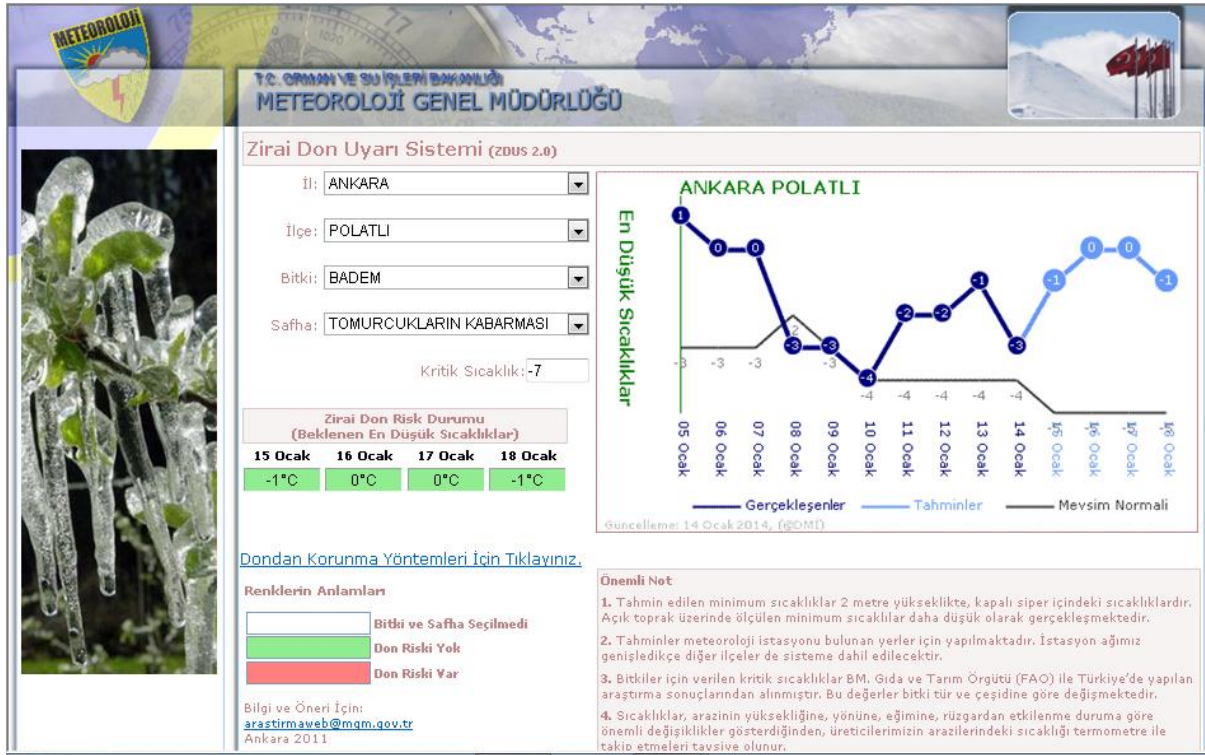 METEOROLOJİ
T.C. ORMAN VE SU İŞLERİ BAKANLIĞI
METEOROLOJİ GENEL MÜDÜRLÜĞÜ
Zirai Don Uyarı Sistemi (ZDUS 2.0)
İl: ANKARA
İlçe: POLATLI
Bitki: BADEM
Safha: TOMURCUKLARIN KABARMASI
Kritik Sıcaklık: -7
Zirai Don Risk Durumu
(Beklenen En Düşük Sıcaklıklar)
15 Ocak 16 Ocak 17 Ocak 18 Ocak
-1°C 0°C 0°C -1°C
ANKARA POLATLI
En Düşük Sıcaklıklar
1 0 0 -3 -3 -4 -2 -2 -1 -3 -1 0 0 -1
-3 -3 -3 -2 -3 -4 -4 -4 -4
05 Ocak 06 Ocak 07 Ocak 08 Ocak 09 Ocak 10 Ocak 11 Ocak 12 Ocak 13 Ocak 14 Ocak 15 Ocak 16 Ocak 17 Ocak 18 Ocak
Gerçekleşenler Tahminler Mevsim Normali
Güncelleme: 14 Ocak 2014, (@DMİ)
Dondan Korunma Yöntemleri İçin Tıklayınız.
Renklerin Anlamları
Bitki ve Safha Seçilmedi
Don Riski Yok
Don Riski Var
Bilgi ve Öneri İçin:
arastirmaweb@mgm.gov.tr
Ankara 2011
Önemli Not
1. Tahmin edilen minimum sıcaklıklar 2 metre yükseklikte, kapalı siper içindeki sıcaklıklardır.
Açık toprak üzerinde ölçülen minimum sıcaklılar daha düşük olarak gerçekleşmektedir.
2. Tahminler meteoroloji istasyonu bulunan yerler için yapılmaktadır. İstasyon ağımız
genişledikçe diğer ilçeler de sisteme dahil edilecektir.
3. Bitkiler için verilen kritik sıcaklıklar BM. Gıda ve Tarım Örgütü (FAO) ile Türkiye'de yapılan
araştırma sonuçlarından alınmıştır. Bu değerler bitki tür ve çeşidine göre değişmektedir.
4. Sıcaklıklar, arazinin yüksekliğine, yönüne, eğimine, rüzgardan etkilenme duruma göre
önemli değişiklikler gösterdiğinden, üreticilerimizin arazilerindeki sıcaklığı termometre ile
takip etmeleri tavsiye olunur.